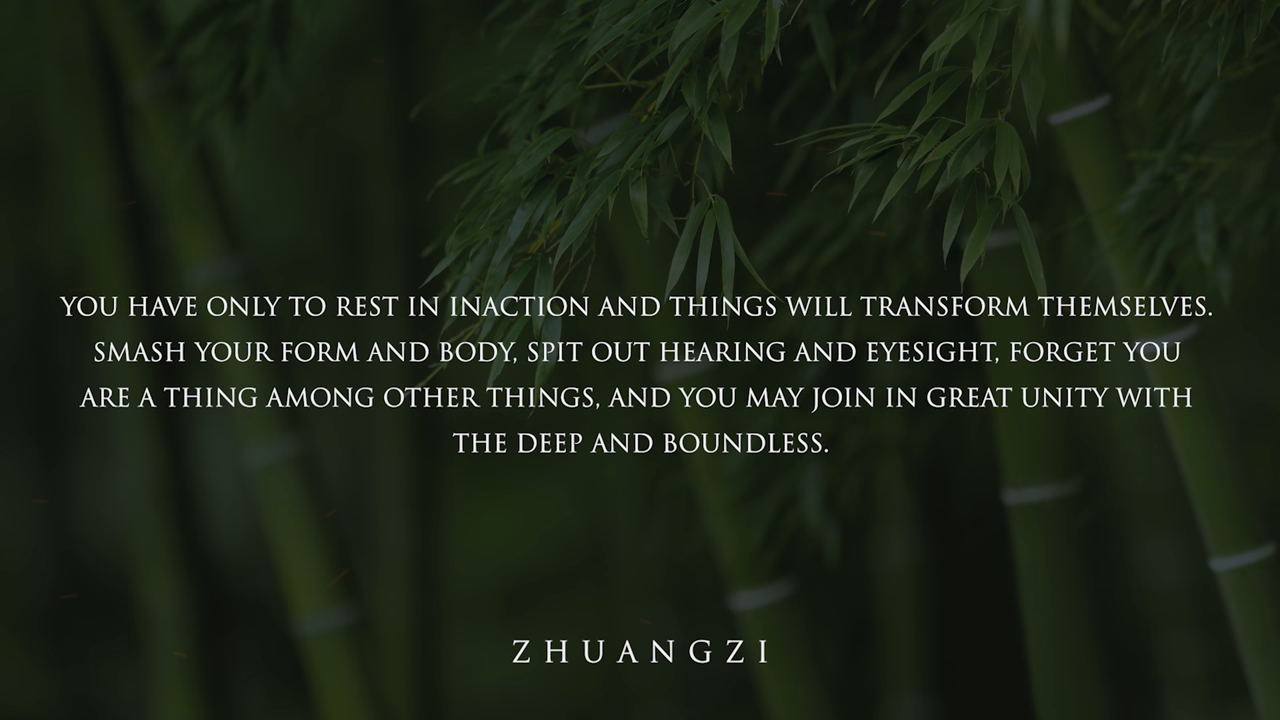 YOU HAVE ONLY TO REST IN INACTION AND THINGS WILL TRANSFORM THEMSELVES.
SMASH YOUR FORM AND BODY, SPIT OUT HEARING AND EYESIGHT, FORGET YOU
ARE A THING AMONG OTHER THINGS, AND YOU MAY JOIN IN GREAT UNITY WITH
THE DEEP AND BOUNDLESS.
ZHUANGZI